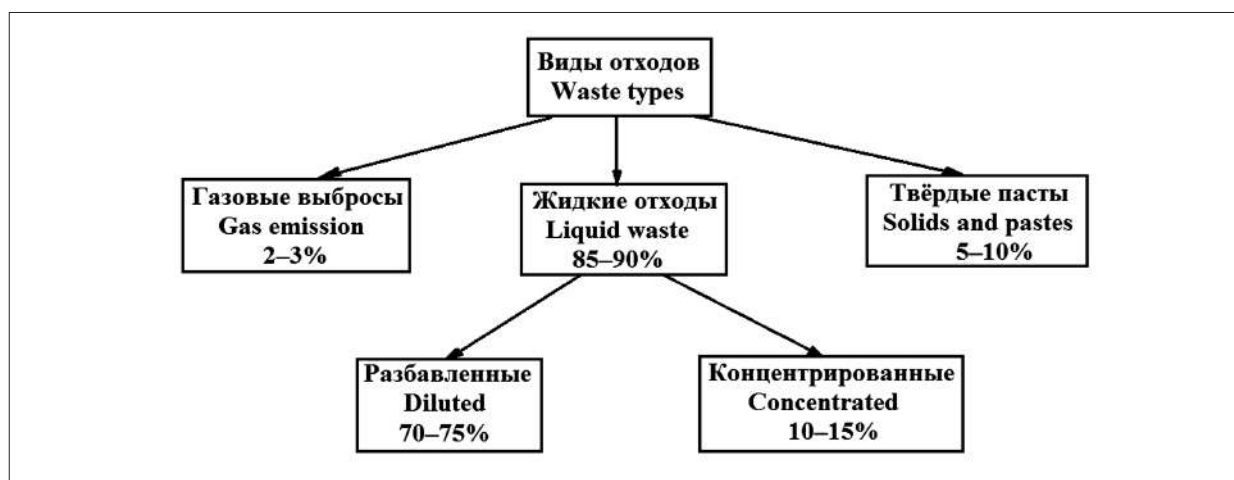 Виды отходов
Waste types
Газовые выбросы
Gas emission
2–3%
Жидкие отходы
Liquid waste
85–90%
Твёрдые пасты
Solids and pastes
5–10%
Разбавленные
Diluted
70–75%
Концентрированные
Concentrated
10–15%